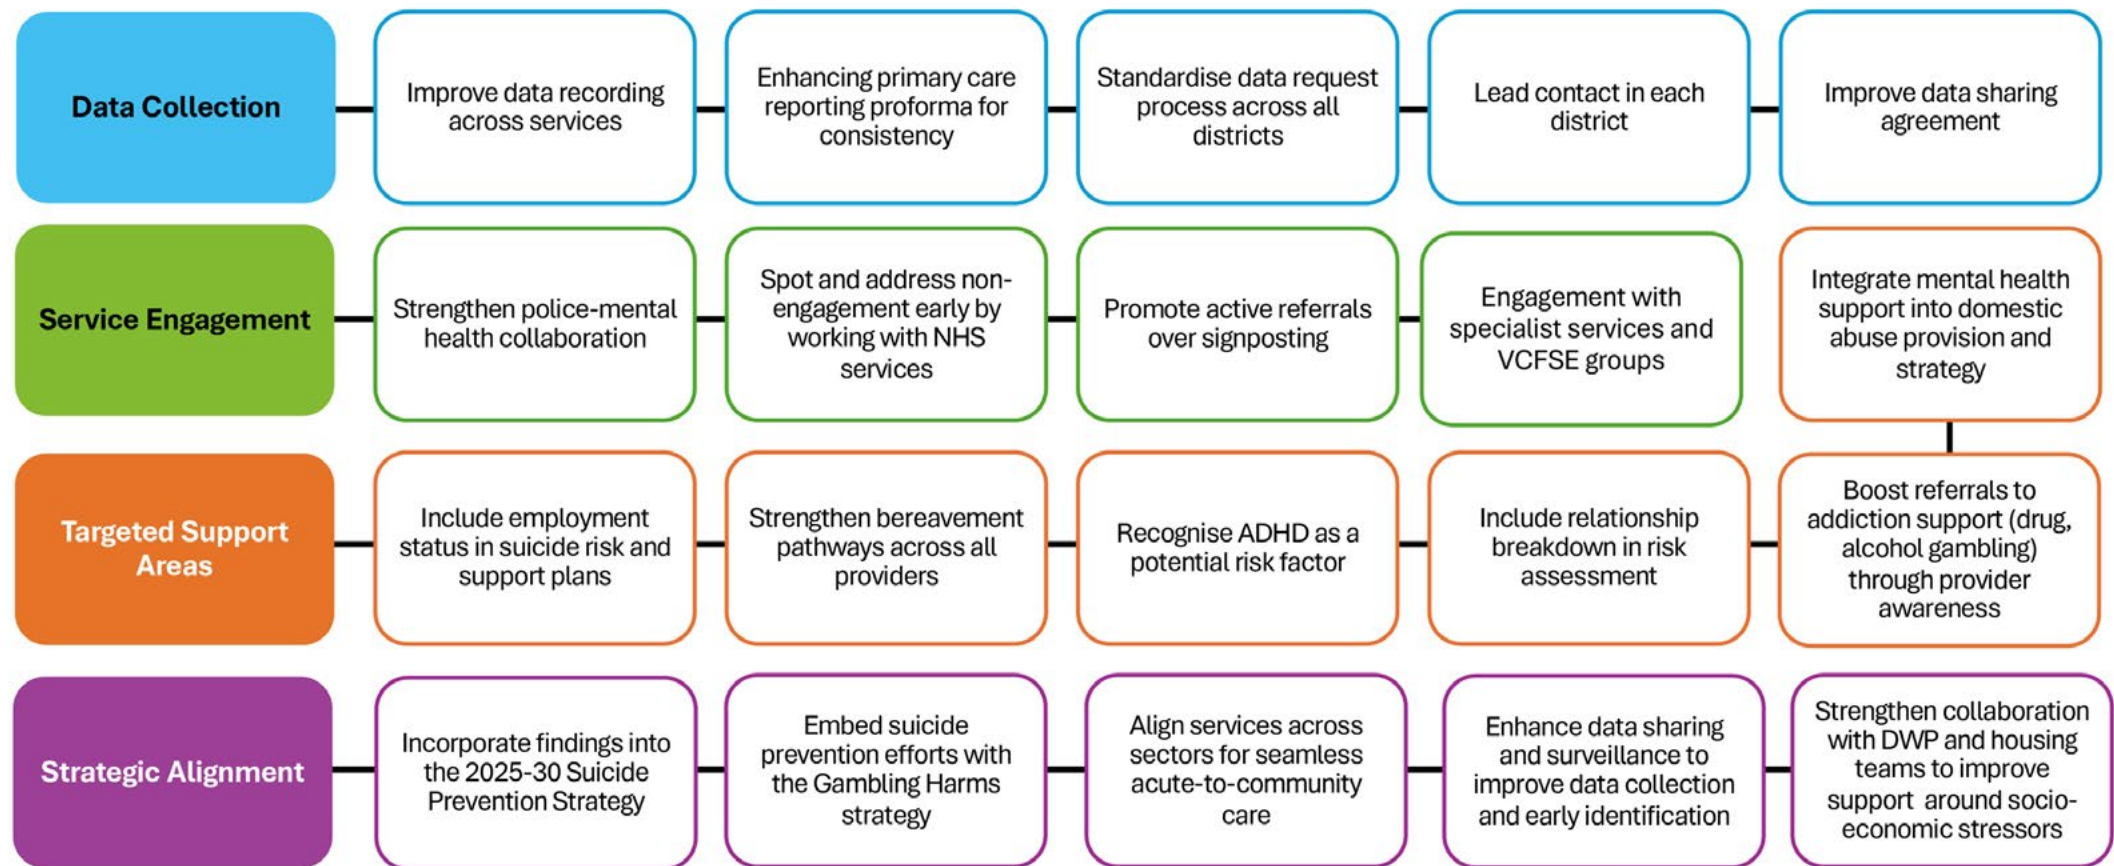 Data Collection
Improve data recording
across services
Enhancing primary care
reporting proforma for
consistency
Standardise data request
process across all
districts
Lead contact in each
district
Improve data sharing
agreement
Service Engagement
Strengthen police-mental
health collaboration
Spot and address non-
engagement early by
working with NHS
services
Promote active referrals
over signposting
Engagement with
specialist services and
VCFSE groups
Integrate mental health
support into domestic
abuse provision and
strategy
Targeted Support
Areas
Include employment
status in suicide risk and
support plans
Strengthen bereavement
pathways across all
providers
Recognise ADHD as a
potential risk factor
Include relationship
breakdown in risk
assessment
Boost referrals to
addiction support (drug,
alcohol gambling)
through provider
awareness
Strategic Alignment
Incorporate findings into
the 2025-30 Suicide
Prevention Strategy
Embed suicide
prevention efforts with
the Gambling Harms
strategy
Align services across
sectors for seamless
acute-to-community
care
Enhance data sharing
and surveillance to
improve data collection
and early identification
Strengthen collaboration
with DWP and housing
teams to improve
support around socio-
economic stressors